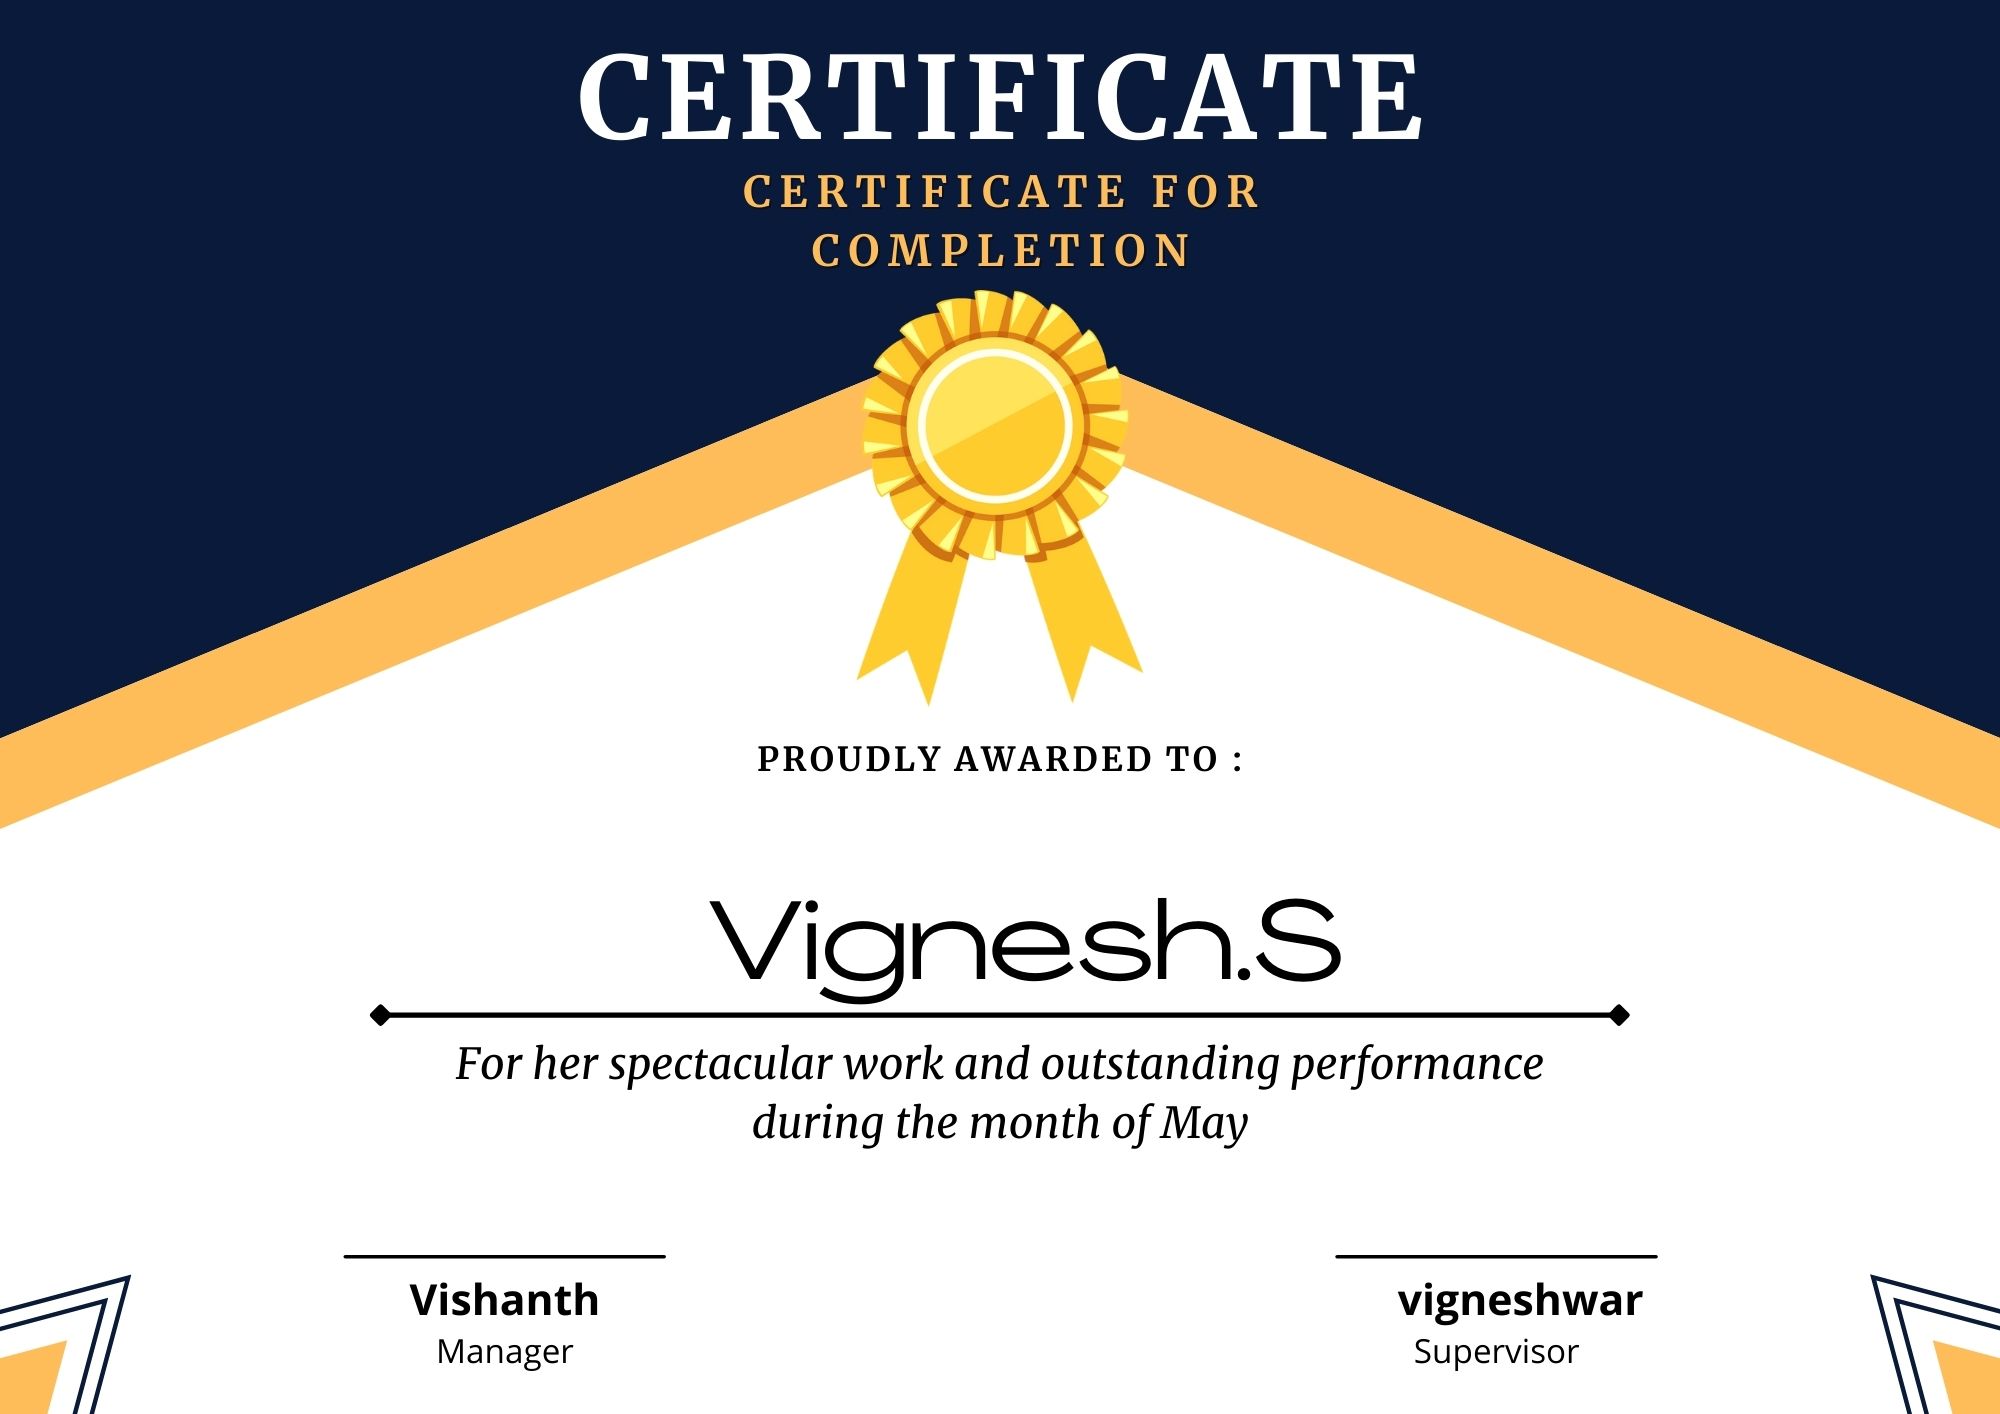 CERTIFICATE
CERTIFICATE FOR
COMPLETION
PROUDLY AWARDED TO :
Vignesh.S
For her spectacular work and outstanding performance
during the month of May
Vishanth
Manager
vigneshwar
Supervisor